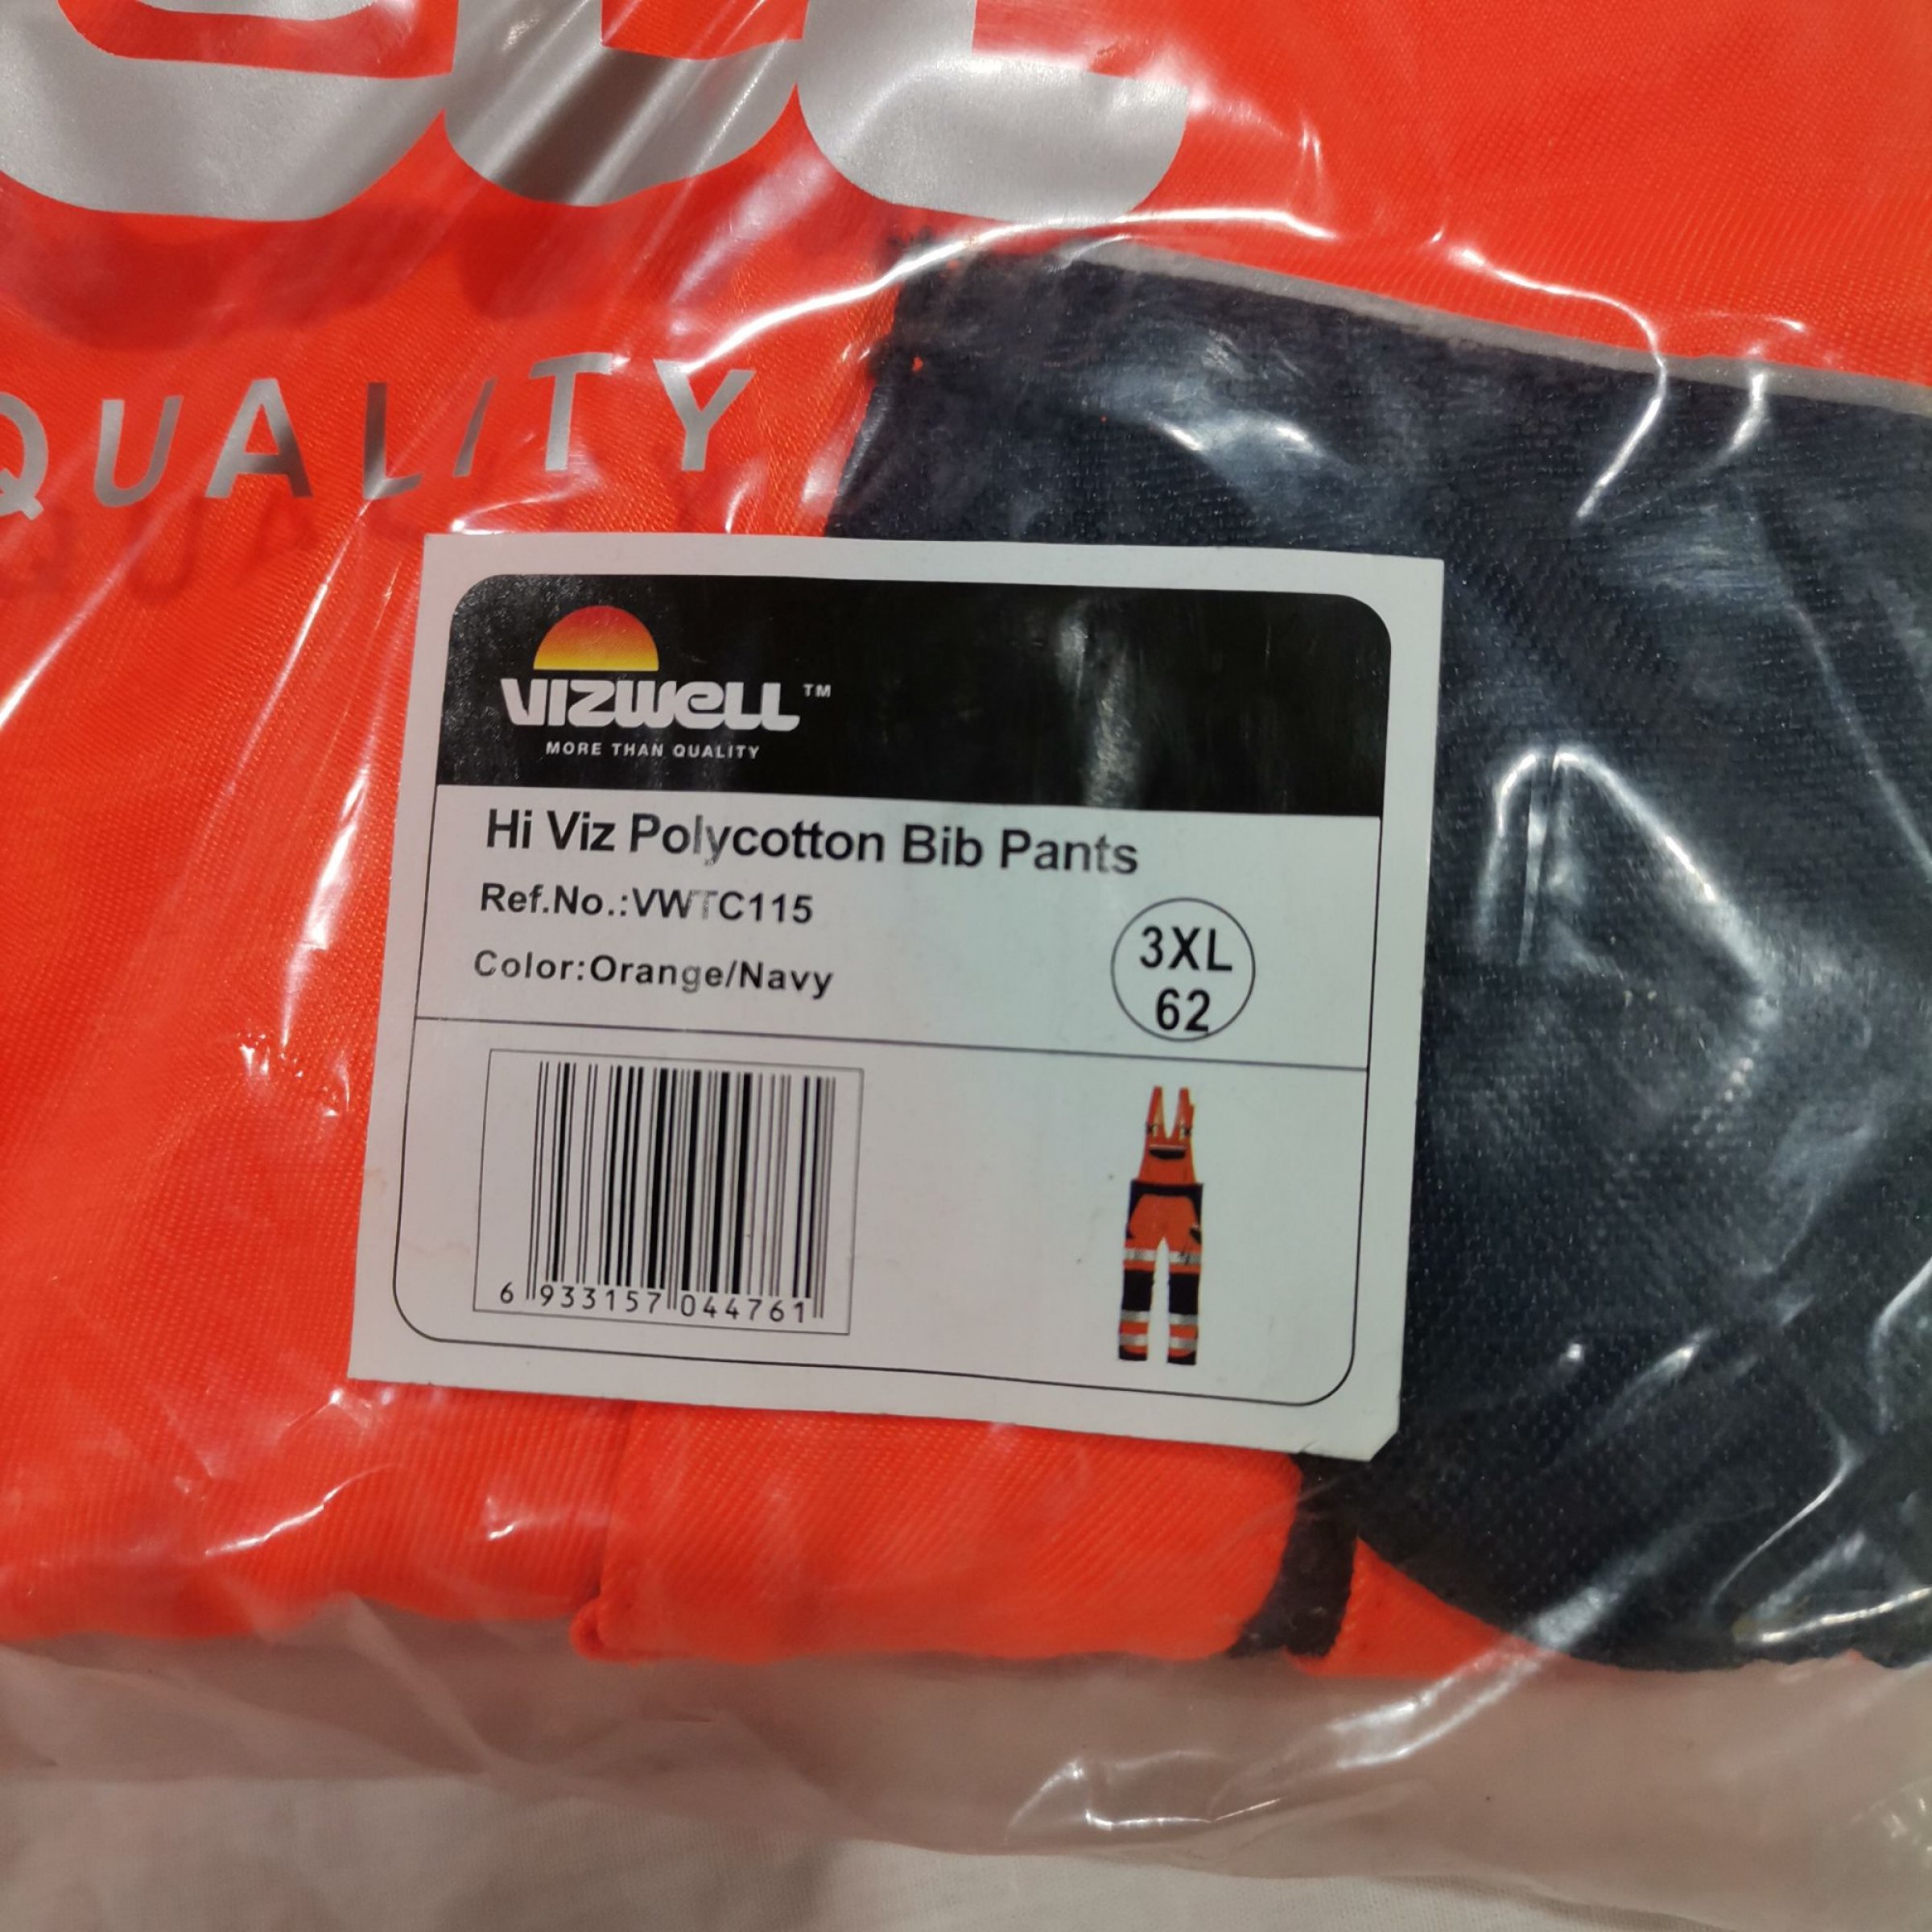 QUALITY
VIZWELL™
MORE THAN QUALITY
Hi Viz Polycotton Bib Pants
Ref.No.:VWTC115
Color:Orange/Navy
3XL
62
6 933157 044761